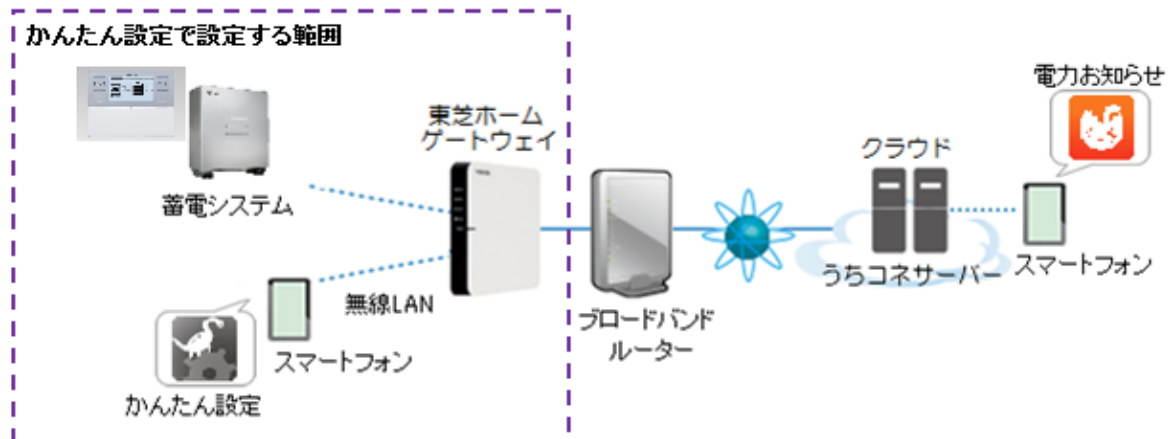 かんたん設定で設定する範囲
電力お知らせ
東芝ホーム
ゲートウェイ
クラウド
蓄電システム
うちコネサーバー
スマートフォン
無線LAN
ブロードバンド
ルーター
スマートフォン
かんたん設定